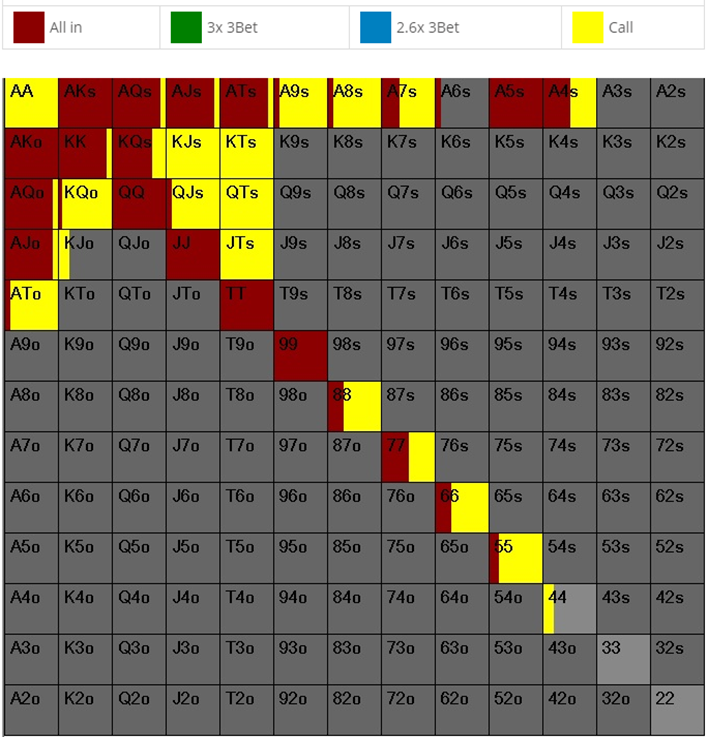 All in 3x 3Bet 2.6x 3Bet Call
AA AKs AQs AJs ATs A9s A8s A7s A6s A5s A4s A3s A2s
AKo KK KQs KJs KTs K9s K8s K7s K6s K5s K4s K3s K2s
AQo KQo QQ QJs QTs Q9s Q8s Q7s Q6s Q5s Q4s Q3s Q2s
AJo KJo QJo JJ JTs J9s J8s J7s J6s J5s J4s J3s J2s
ATo KTo QTo JTo TT T9s T8s T7s T6s T5s T4s T3s T2s
A9o K9o Q9o J9o T9o 99 98s 97s 96s 95s 94s 93s 92s
A8o K8o Q8o J8o T8o 98o 88 87s 86s 85s 84s 83s 82s
A7o K7o Q7o J7o T7o 97o 87o 77 76s 75s 74s 73s 72s
A6o K6o Q6o J6o T6o 96o 86o 76o 66 65s 64s 63s 62s
A5o K5o Q5o J5o T5o 95o 85o 75o 65o 55 54s 53s 52s
A4o K4o Q4o J4o T4o 94o 84o 74o 64o 54o 44 43s 42s
A3o K3o Q3o J3o T3o 93o 83o 73o 63o 53o 43o 33 32s
A2o K2o Q2o J2o T2o 92o 82o 72o 62o 52o 42o 32o 22